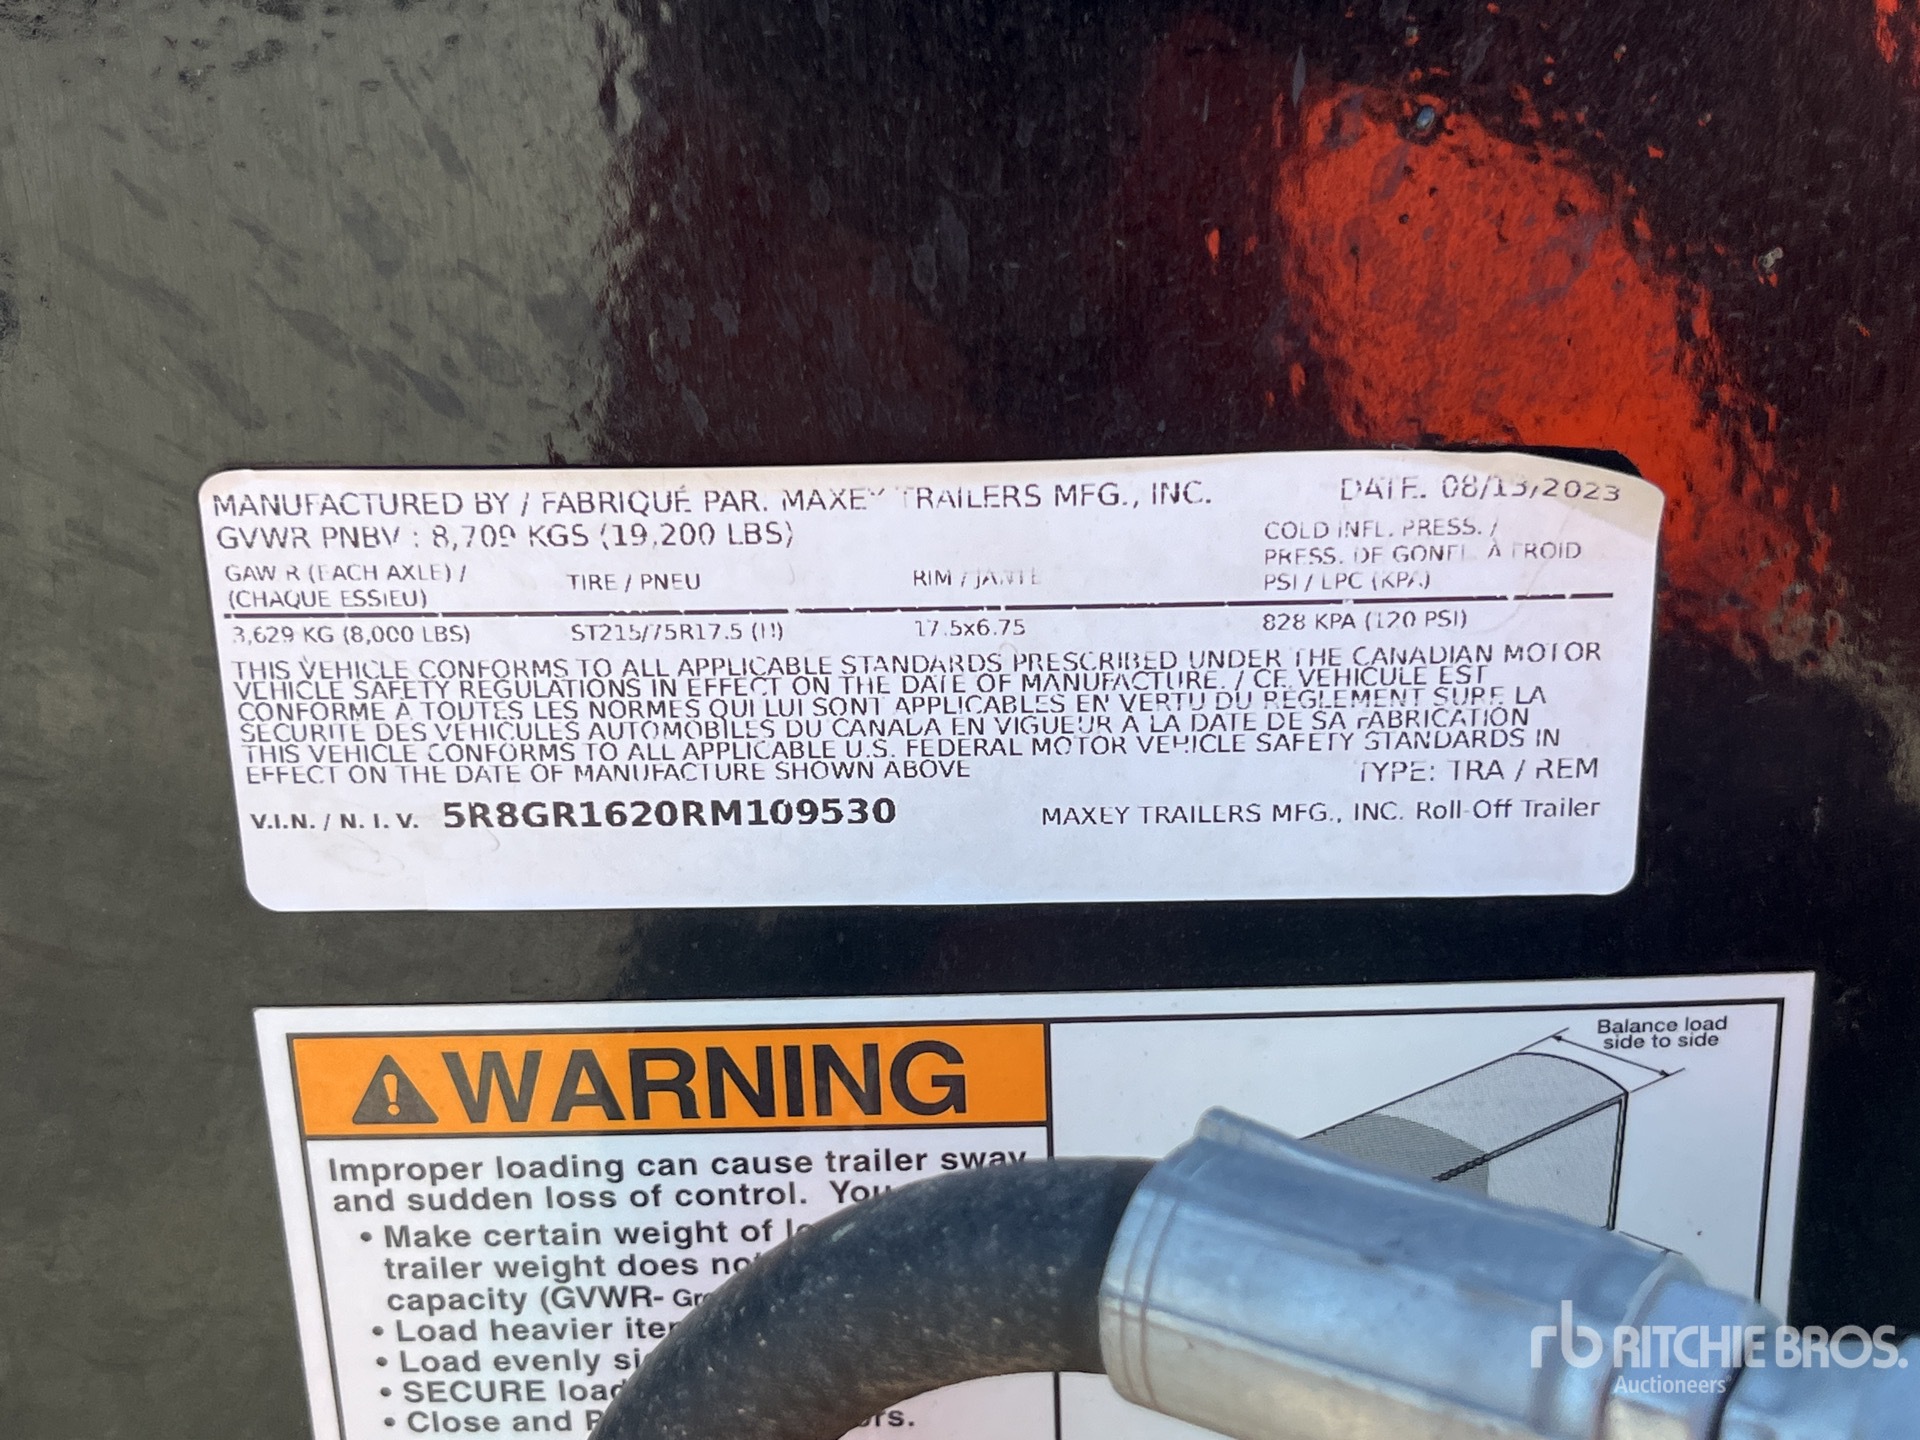 MANUFACTURED BY / FABRIQUÉ PAR. MAXEY TRAILERS MFG., INC. DATE. 08/13/2023
GVWR PNBV : 8,709 KGS (19,200 LBS)
COLD INFL. PRESS. /
PRESS. DE GONFL. À FROID
PSI / LPC (KPA)
GAWR (EACH AXLE) /
(CHAQUE ESSIEU)
TIRE / PNEU
RIM / JANTE
3,629 KG (8,000 LBS) ST215/75R17.5 (H) 17.5x6.75 828 KPA (120 PSI)
THIS VEHICLE CONFORMS TO ALL APPLICABLE STANDARDS PRESCRIBED UNDER THE CANADIAN MOTOR
VEHICLE SAFETY REGULATIONS IN EFFECT ON THE DATE OF MANUFACTURE. / CE VEHICULE EST
CONFORME A TOUTES LES NORMES QUI LUI SONT APPLICABLES EN VERTU DU REGLEMENT SUR LA
SECURITE DES VEHICULES AUTOMOBILES DU CANADA EN VIGUEUR A LA DATE DE SA FABRICATION
THIS VEHICLE CONFORMS TO ALL APPLICABLE U.S. FEDERAL MOTOR VEHICLE SAFETY STANDARDS IN
EFFECT ON THE DATE OF MANUFACTURE SHOWN ABOVE TYPE: TRA / REM
V.I.N. / N. I. V. 5R8GR1620RM109530 MAXEY TRAILERS MFG., INC. Roll-Off Trailer
WARNING
Improper loading can cause trailer sway
and sudden loss of control. You
• Make certain weight of
trailer weight does not
capacity (GVWR-
• Load heavier
• Load evenly
• SECURE load
• Close and
Balance load
side to side
rb RITCHIE BROS.
Auctioneers